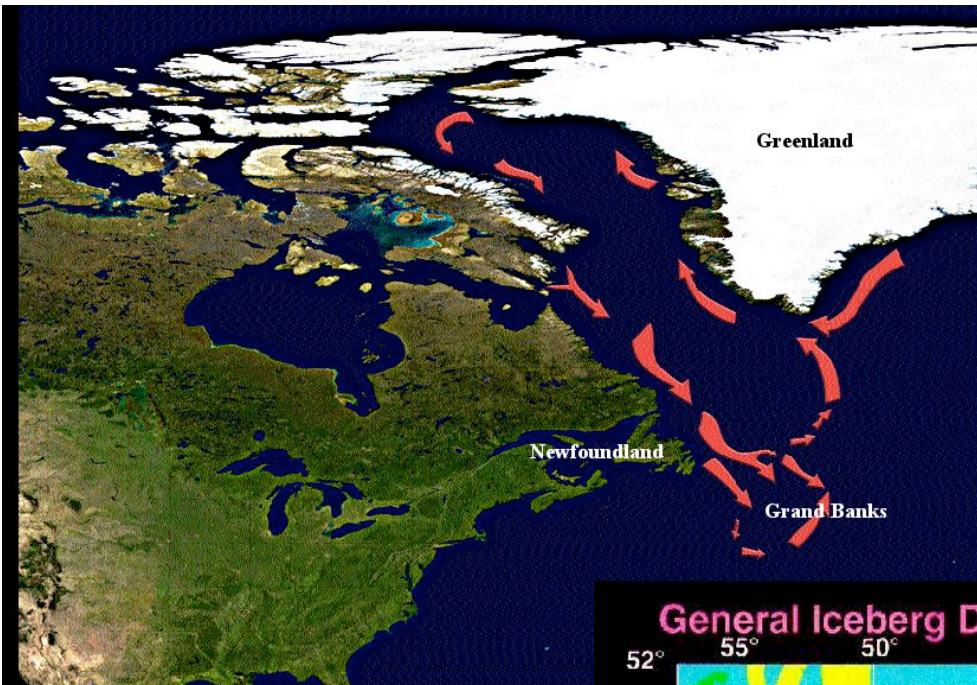 Greenland
Newfoundland
Grand Banks
General Iceberg D
52° 55° 50°